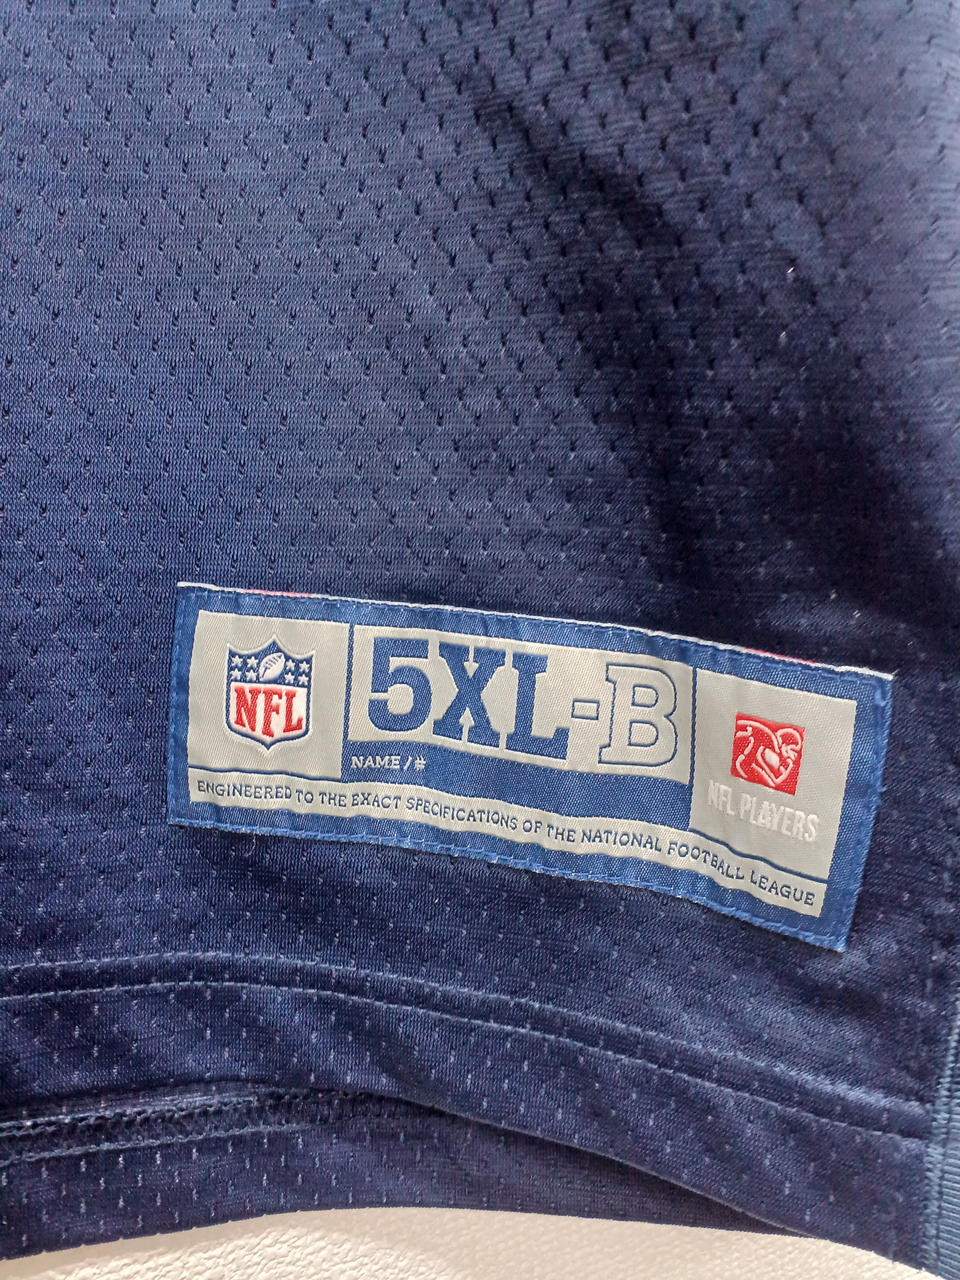 NFL
5XL-B
NAME/#
NFL PLAYERS
ENGINEERED TO THE EXACT SPECIFICATIONS OF THE NATIONAL FOOTBALL LEAGUE